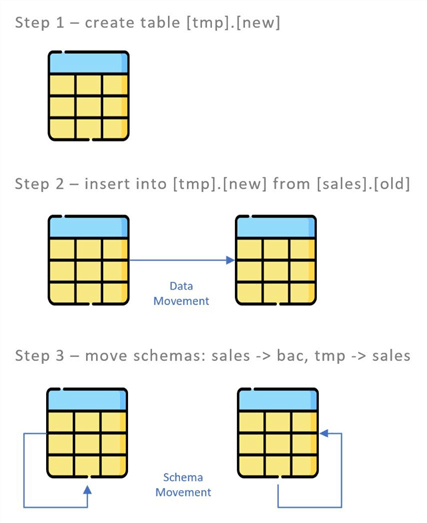 Step 1 – create table [tmp].[new]
Step 2 – insert into [tmp].[new] from [sales].[old]
Data
Movement
Step 3 – move schemas: sales -> bac, tmp -> sales
Schema
Movement